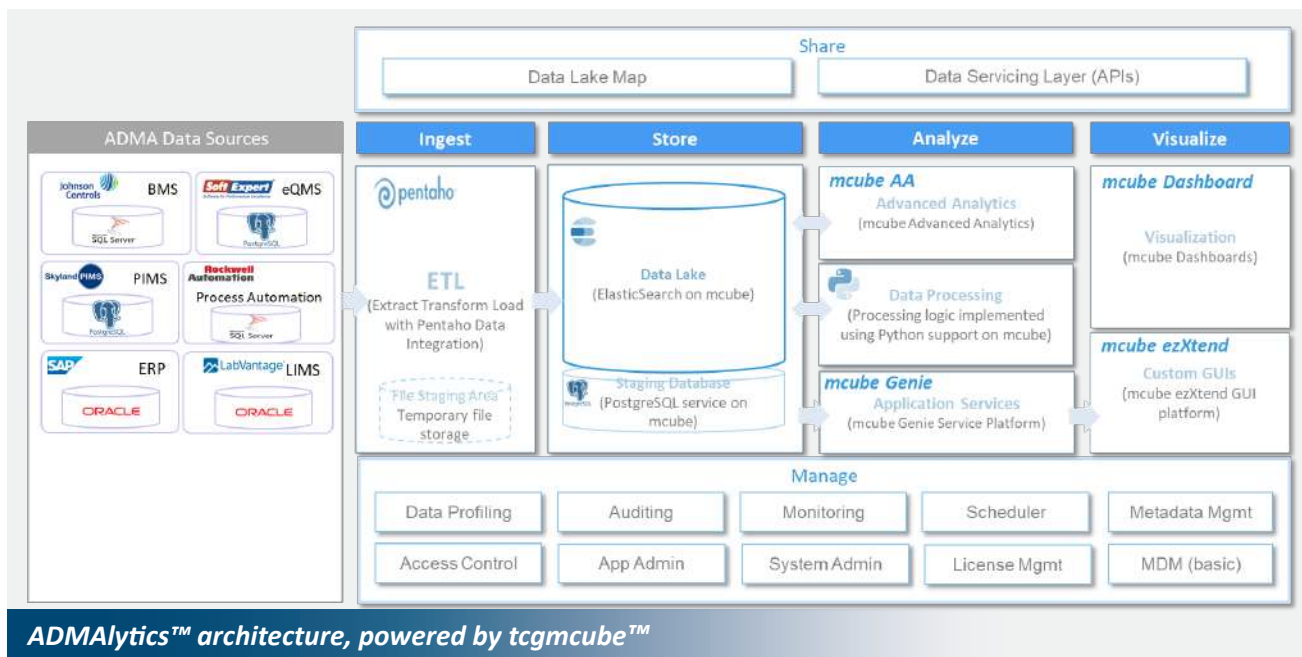 Share
Data Lake Map
Data Servicing Layer (APIs)
ADMA Data Sources
Ingest
Store
Analyze
Visualize
Johnson
Controls
BMS
SQL Server
Soft Expert
eQMS
PostgreSQL
Skyland PIMS
PIMS
PostgreSQL
Rockwell
Automation
Process Automation
SQL Server
SAP
ERP
ORACLE
LabVantage
LIMS
ORACLE
pentaho
ETL
(Extract Transform Load
with Pentaho Data
Integration)
File Staging Area
Temporary file
storage
Data Lake
(ElasticSearch on mcube)
Staging Database
(PostgreSQL service on
mcube)
mcube AA
Advanced Analytics
(mcube Advanced Analytics)
Data Processing
(Processing logic implemented
using Python support on mcube)
mcube Genie
Application Services
(mcube Genie Service Platform)
mcube Dashboard
Visualization
(mcube Dashboards)
mcube ezXtend
Custom GUIs
(mcube ezXtend GUI
platform)
Manage
Data Profiling
Auditing
Monitoring
Scheduler
Metadata Mgmt
Access Control
App Admin
System Admin
License Mgmt
MDM (basic)
ADMAlytics™ architecture, powered by tcgmcube™